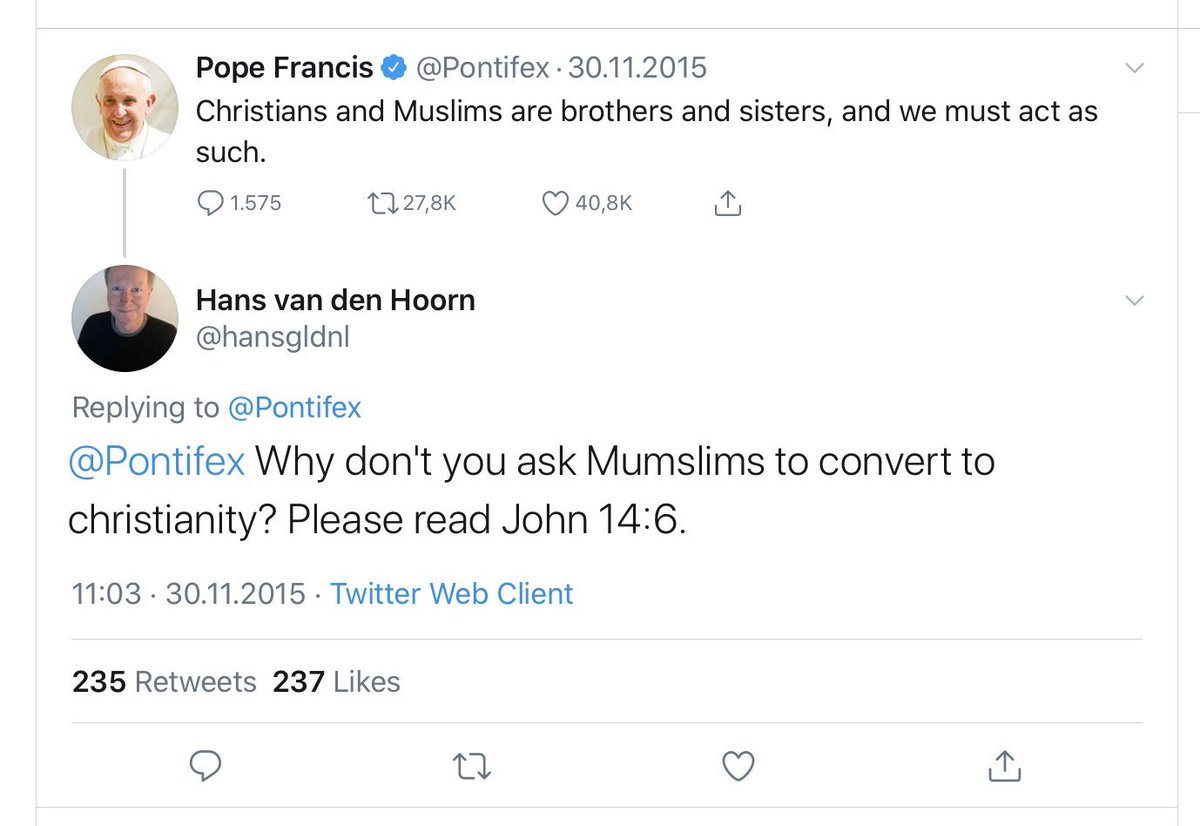 Pope Francis @Pontifex · 30.11.2015
Christians and Muslims are brothers and sisters, and we must act as
such.
1.575 27,8K 40,8K
Hans van den Hoorn
@hansgldnl
Replying to @Pontifex
@Pontifex Why don't you ask Mumslims to convert to
christianity? Please read John 14:6.
11:03 · 30.11.2015 · Twitter Web Client
235 Retweets 237 Likes